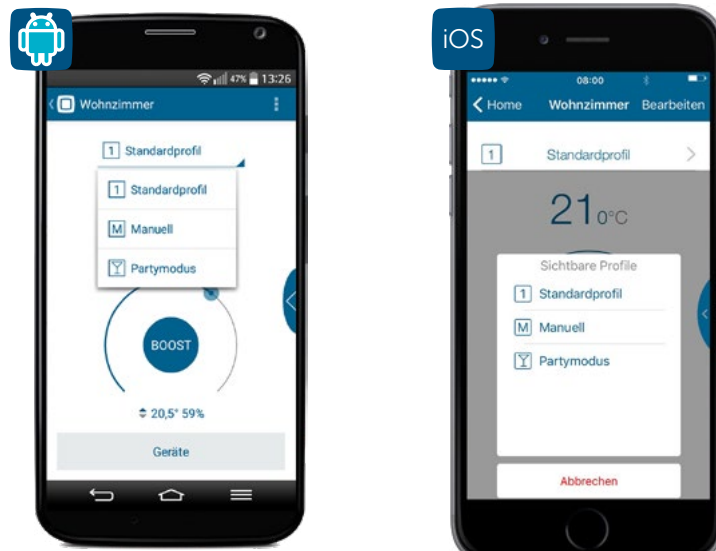 47% 13:26
Wohnzimmer
1 Standardprofil
1 Standardprofil
M Manuell
Partymodus
BOOST
20,5° 59%
Geräte
iOS
08:00
Home Wohnzimmer Bearbeiten
1 Standardprofil
21 0°C
Sichtbare Profile
1 Standardprofil
M Manuell
Partymodus
Abbrechen